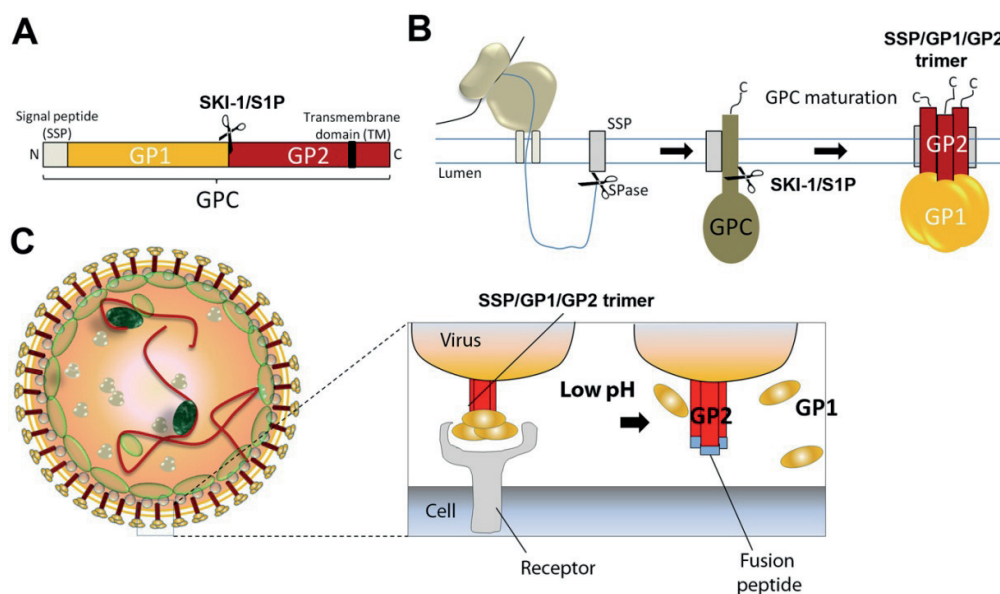 A
Signal peptide
(SSP)
SKI-1/S1P
Transmembrane
domain (TM)
N
GP1
GP2
C
GPC
B
SSP
Lumen
SPase
C
GPC
SKI-1/S1P
GPC maturation
SSP/GP1/GP2
trimer
C
C
C
GP2
GP1
C
SSP/GP1/GP2 trimer
Virus
Low pH
GP2
GP1
Cell
Receptor
Fusion
peptide